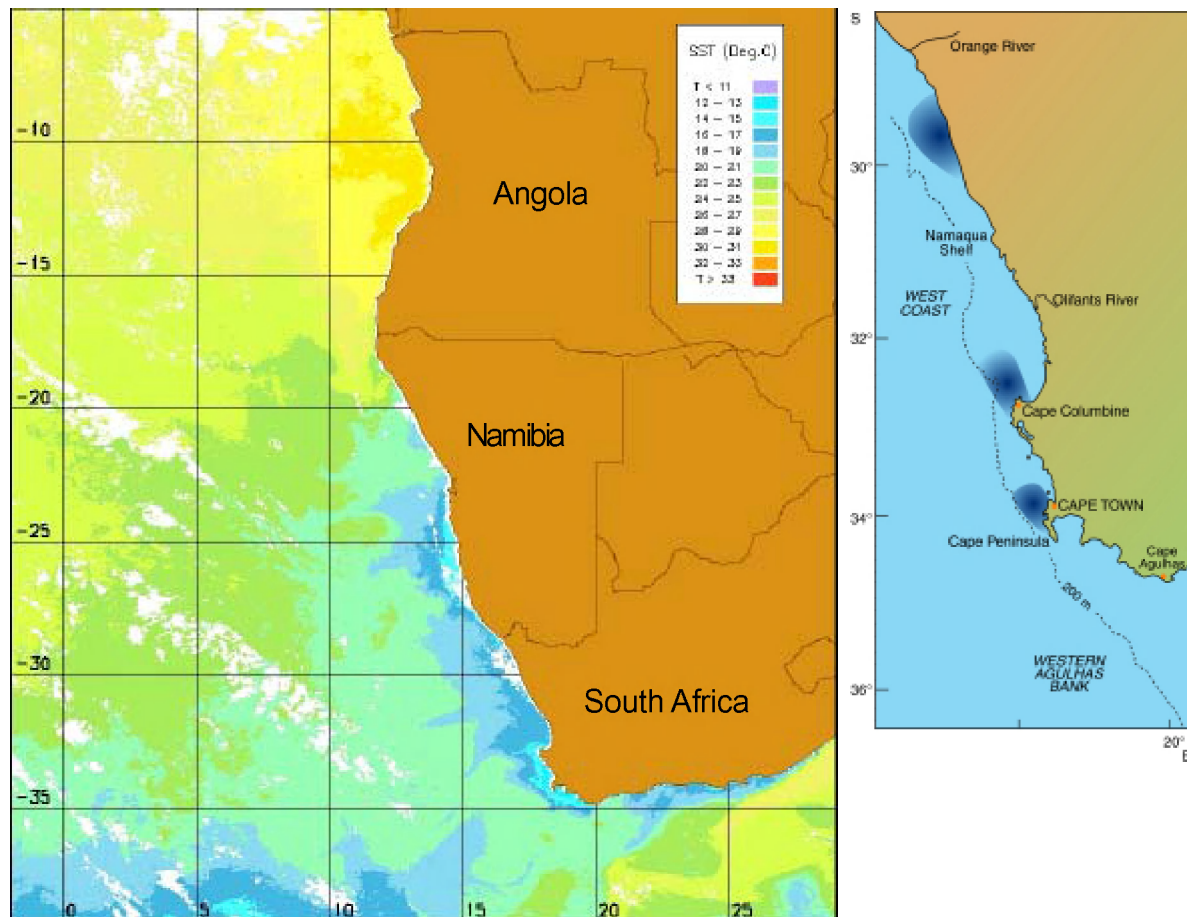 SST (Deg.C)
T < 11
12 – 13
14 – 15
16 – 17
18 – 19
20 – 21
22 – 23
24 – 25
26 – 27
28 – 29
30 – 31
32 – 33
T > 33
-10
-15
-20
-25
-30
-35
0
5
10
15
20
25
Angola
Namibia
South Africa
S
Orange River
30°
Namaqua
Shelf
WEST
COAST
Olifants River
32°
Cape Columbine
34°
CAPE TOWN
Cape Peninsula
Cape
Agulhas
200 m
WESTERN
AGULHAS
BANK
36°
20°
E